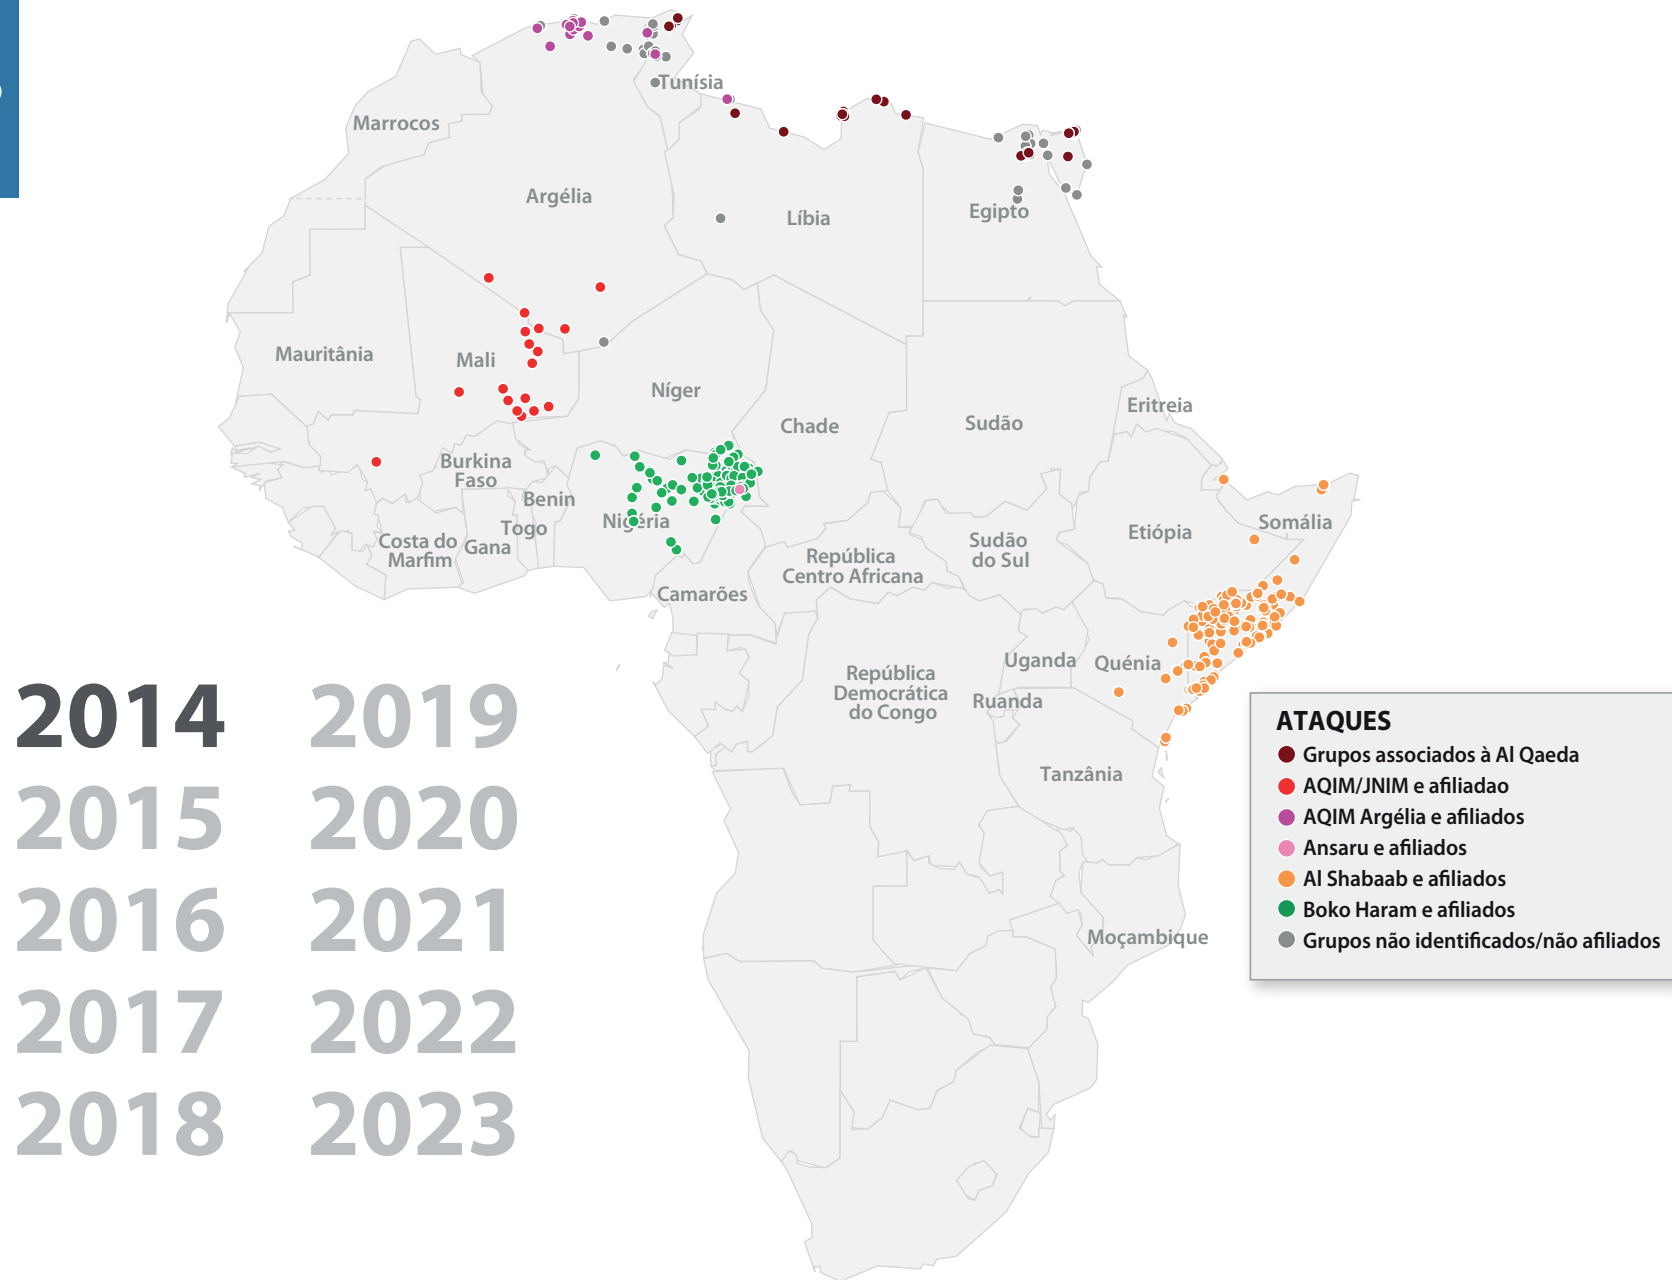 Tunísia
Marrocos
Argélia
Líbia
Egipto
Mauritânia
Mali
Níger
Chade
Sudão
Eritreia
Burkina
Faso
Benin
Togo
Nigéria
Costa do
Marfim
Gana
Camarões
República
Centro Africana
Sudão
do Sul
Etiópia
Somália
Uganda
Quénia
República
Democrática
do Congo
Ruanda
Tanzânia
Moçambique
2014
2015
2016
2017
2018
2019
2020
2021
2022
2023
ATAQUES
Grupos associados à Al Qaeda
AQIM/JNIM e afiliadao
AQIM Argélia e afiliados
Ansaru e afiliados
Al Shabaab e afiliados
Boko Haram e afiliados
Grupos não identificados/não afiliados